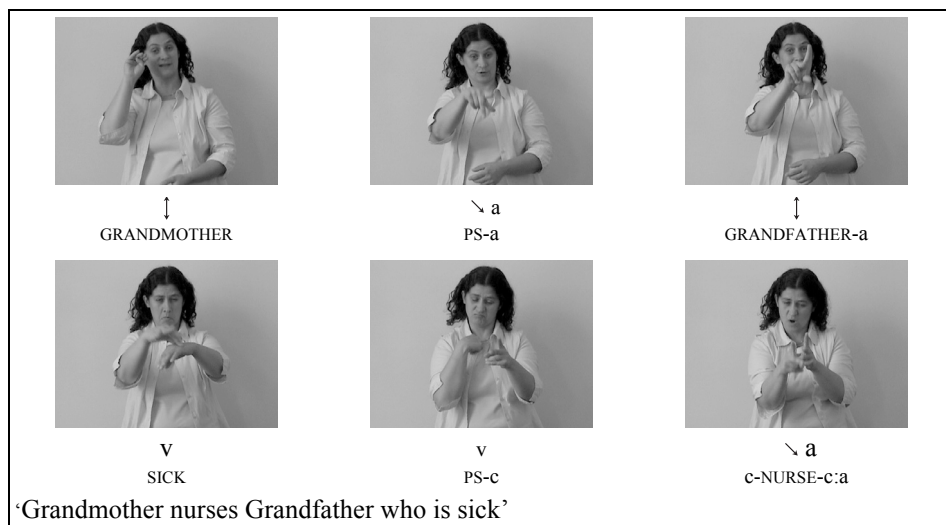 ↕ ↘ a ↕
GRANDMOTHER PS-a GRANDFATHER-a
v v ↘ a
SICK PS-c c-NURSE-c:a
‘Grandmother nurses Grandfather who is sick’